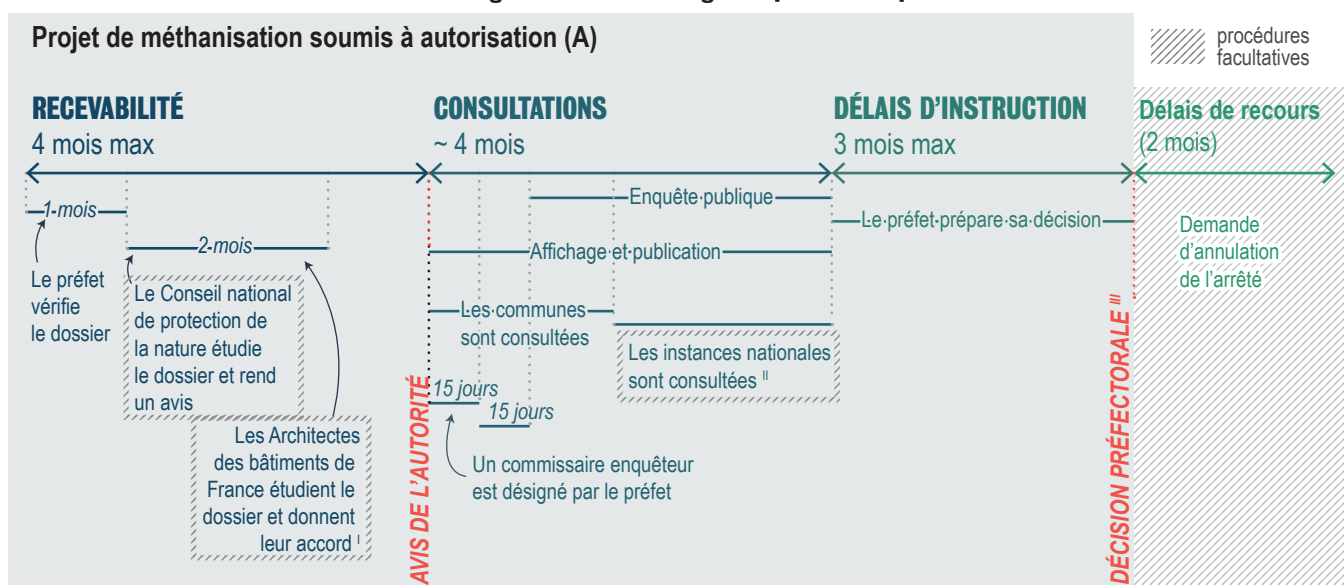 Projet de méthanisation soumis à autorisation (A)
procédures
facultatives
RECEVABILITÉ
4 mois max
CONSULTATIONS
~ 4 mois
DÉLAIS D'INSTRUCTION
3 mois max
Délais de recours
(2 mois)
1 mois
2 mois
Le préfet
vérifie
le dossier
Le Conseil national
de protection de
la nature étudie
le dossier et rend
un avis
Les Architectes
des bâtiments de
France étudient le
dossier et donnent
leur accord I
AVIS DE L'AUTORITÉ
Enquête publique
Affichage et publication
Les communes
sont consultées
Les instances nationales
sont consultées II
15 jours
15 jours
Un commissaire enquêteur
est désigné par le préfet
Le préfet prépare sa décision
DÉCISION PRÉFECTORALE III
Demande
d'annulation
de l'arrêté